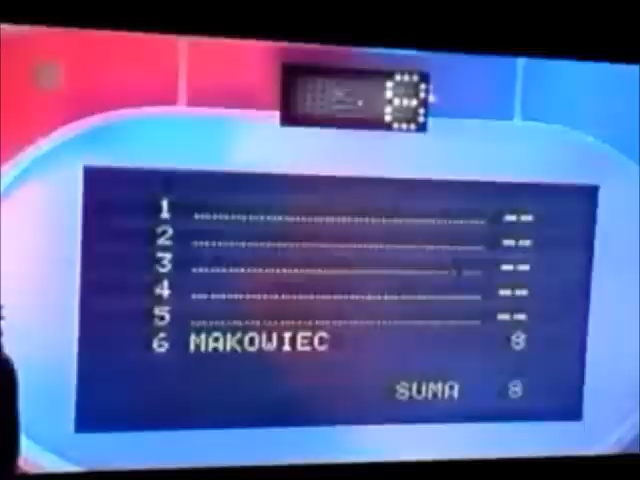 1 ........................................ --
2 ........................................ --
3 ........................................ --
4 ........................................ --
5 ........................................ --
6 MAKOWIEC 8
SUMA 8